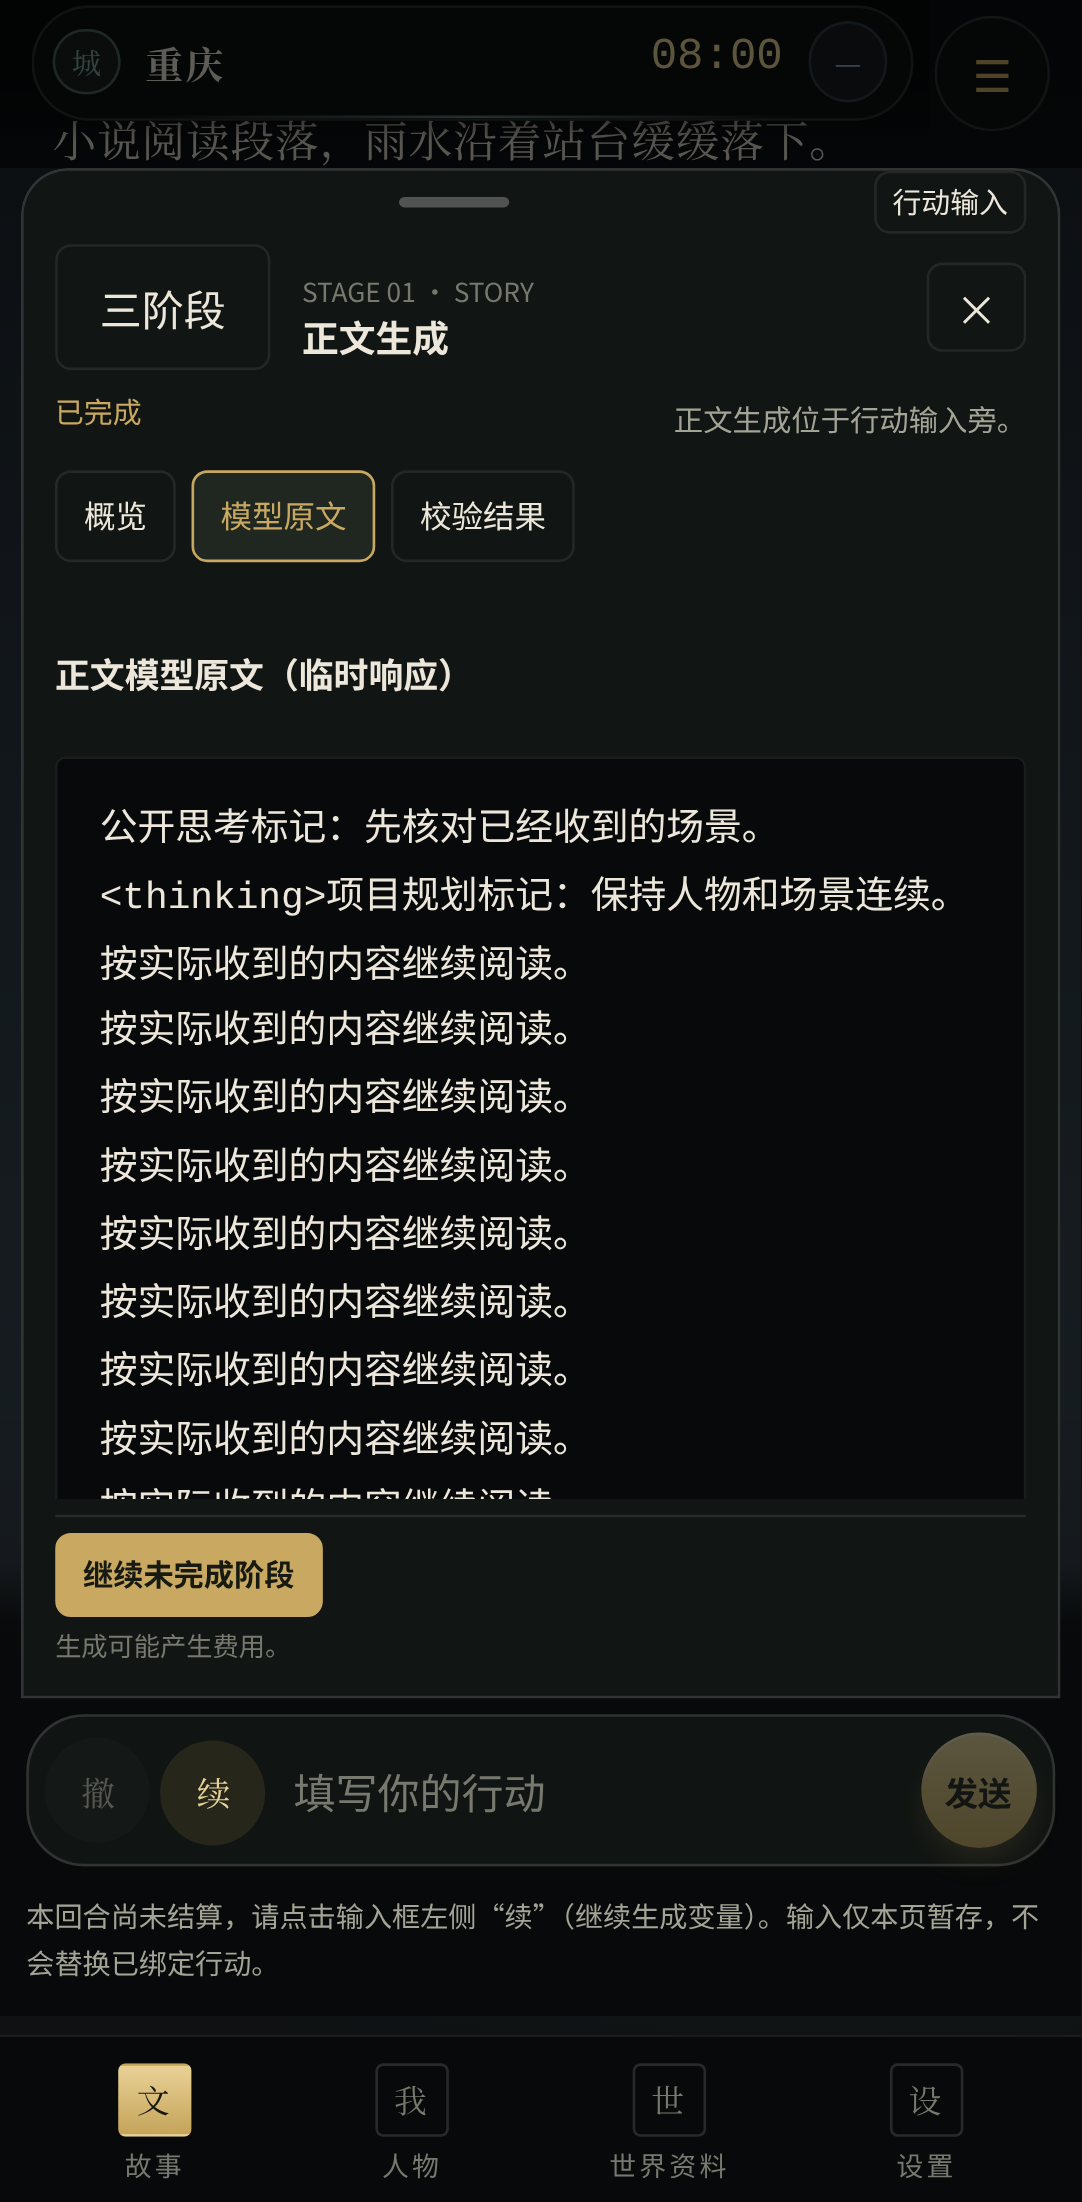 城 重庆 08:00
小说阅读段落，雨水沿着站台缓缓落下。
行动输入
三阶段
STAGE 01 · STORY
正文生成
已完成
正文生成位于行动输入旁。
概览 模型原文 校验结果
正文模型原文（临时响应）
公开思考标记：先核对已经收到的场景。
<thinking>项目规划标记：保持人物和场景连续。
按实际收到的内容继续阅读。
按实际收到的内容继续阅读。
按实际收到的内容继续阅读。
按实际收到的内容继续阅读。
按实际收到的内容继续阅读。
按实际收到的内容继续阅读。
按实际收到的内容继续阅读。
按实际收到的内容继续阅读。
按实际收到的内容继续阅读。
继续未完成阶段
生成可能产生费用。
撤 续 填写你的行动 发送
本回合尚未结算，请点击输入框左侧“续”（继续生成变量）。输入仅本页暂存，不
会替换已绑定行动。
文 我 世 设
故事 人物 世界资料 设置